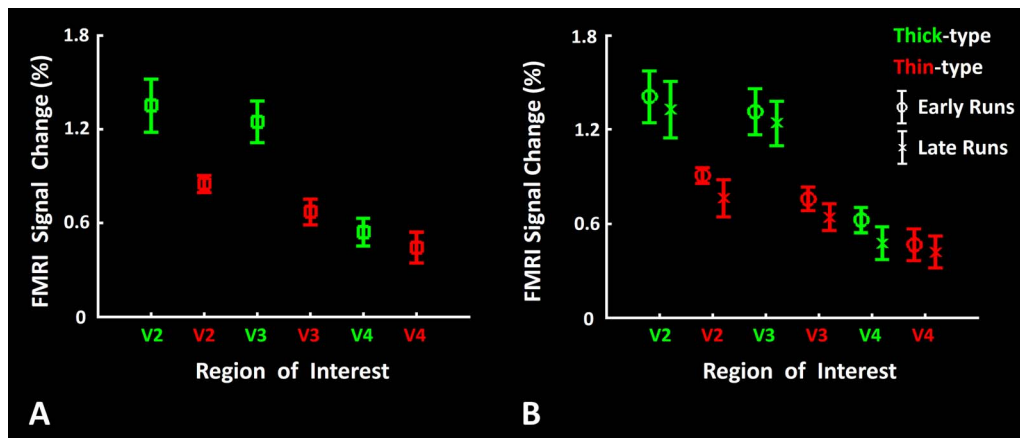 1.8
1.2
0.6
0
FMRI Signal Change (%)
V2 V2 V3 V3 V4 V4
Region of Interest
A
1.8
1.2
0.6
0
FMRI Signal Change (%)
V2 V2 V3 V3 V4 V4
Region of Interest
B
Thick-type
Thin-type
Early Runs
Late Runs